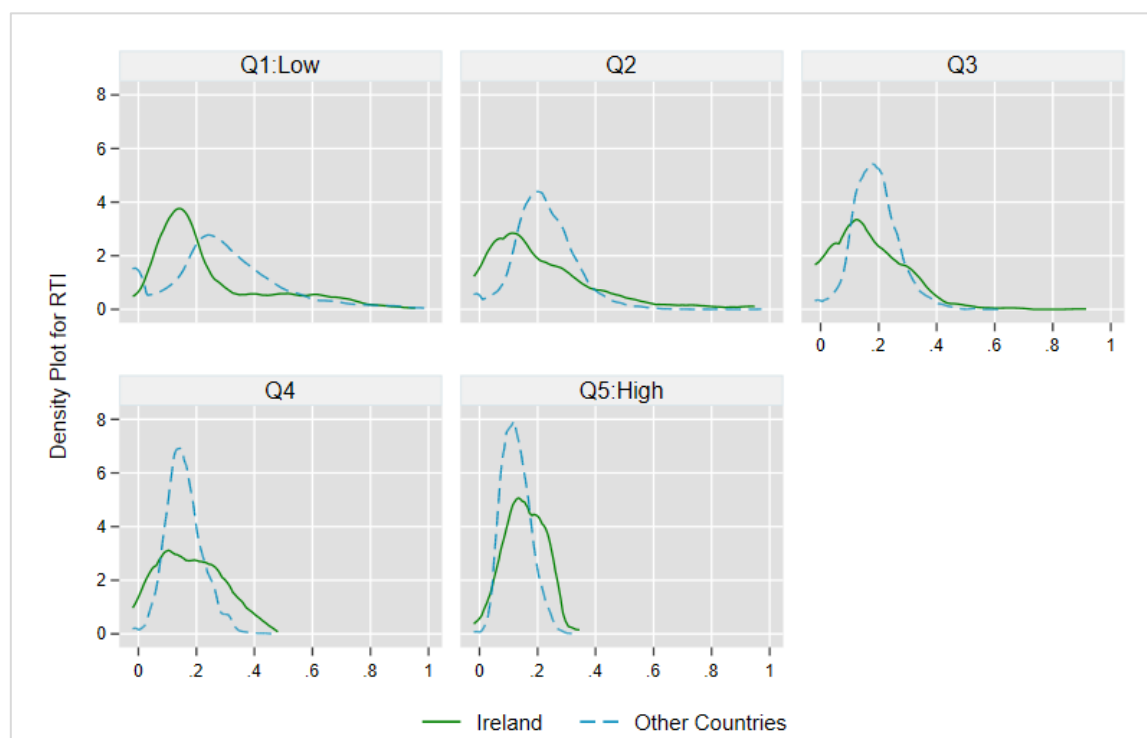 Q1:Low
Q2
Q3
8
6
4
2
0
0 .2 .4 .6 .8 1
Density Plot for RTI
Q4
Q5:High
8
6
4
2
0
0 .2 .4 .6 .8 1
0 .2 .4 .6 .8 1
Ireland
Other Countries